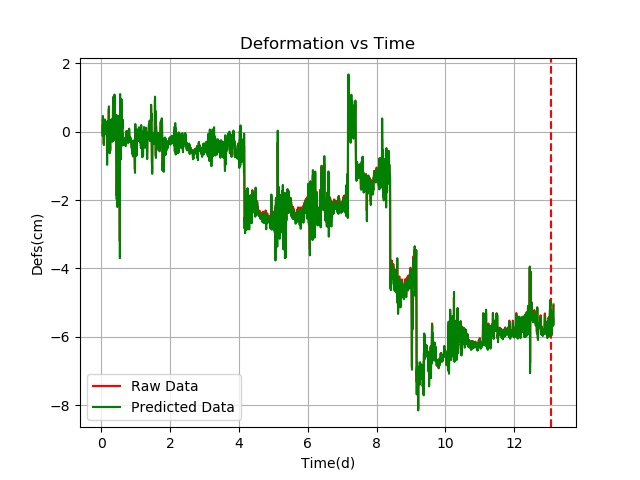 Deformation vs Time
2
0
−2
−4
−6
−8
Defs(cm)
Raw Data
Predicted Data
0 2 4 6 8 10 12
Time(d)